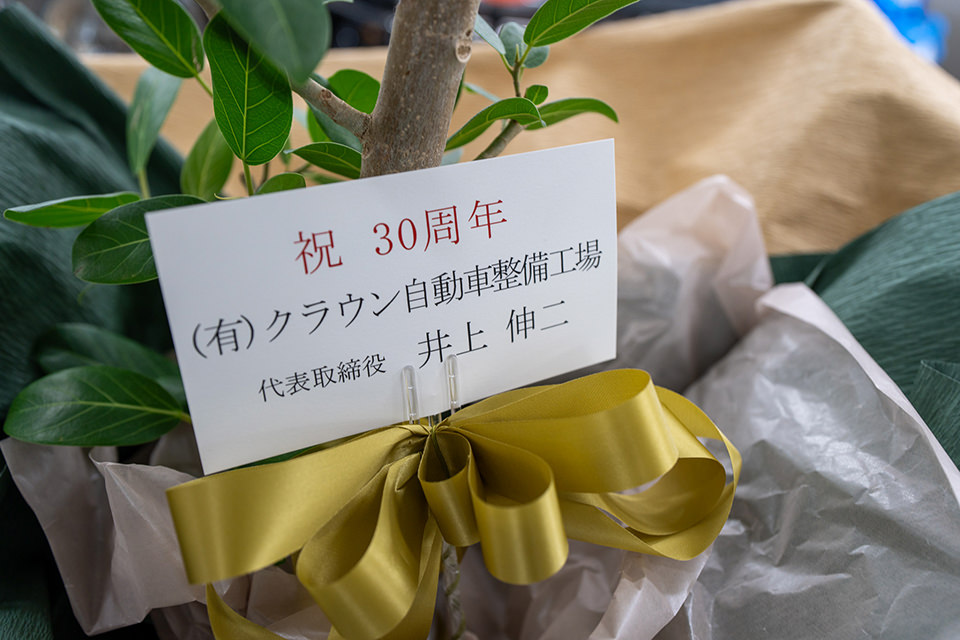 祝 30周年
(有)クラウン自動車整備工場
代表取締役 井上 伸二